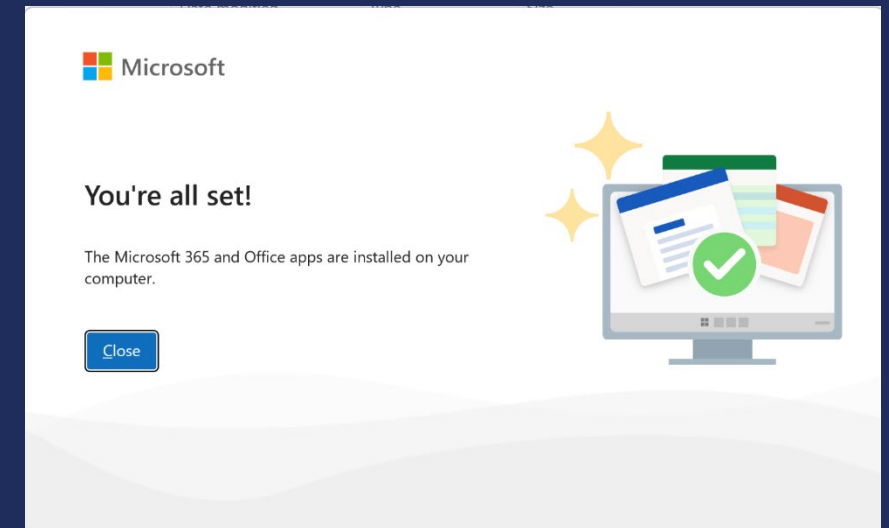 Microsoft
You're all set!
The Microsoft 365 and Office apps are installed on your
computer.
Close